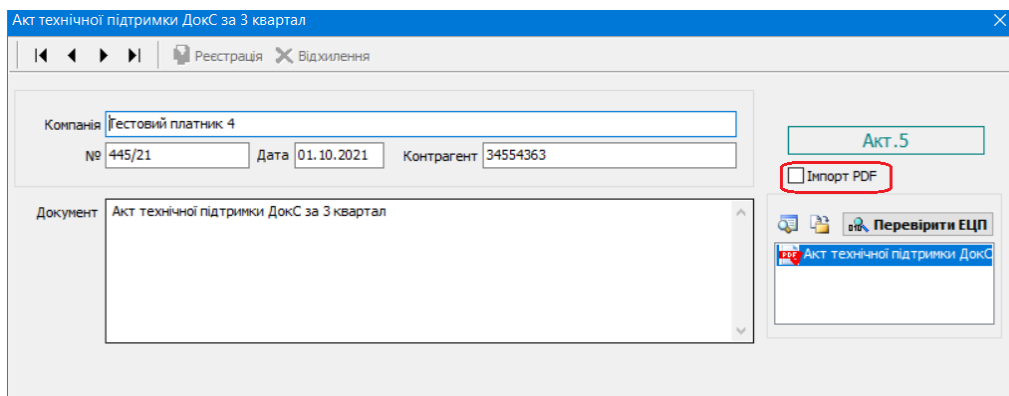 Акт технічної підтримки ДокС за 3 квартал
Реєстрація Відхилення
Компанія Тестовий платник 4
№ 445/21 Дата 01.10.2021 Контрагент 34554363
Акт.5
Імпорт PDF
Документ Акт технічної підтримки ДокС за 3 квартал
Перевірити ЕЦП
PDF Акт технічної підтримки ДокС